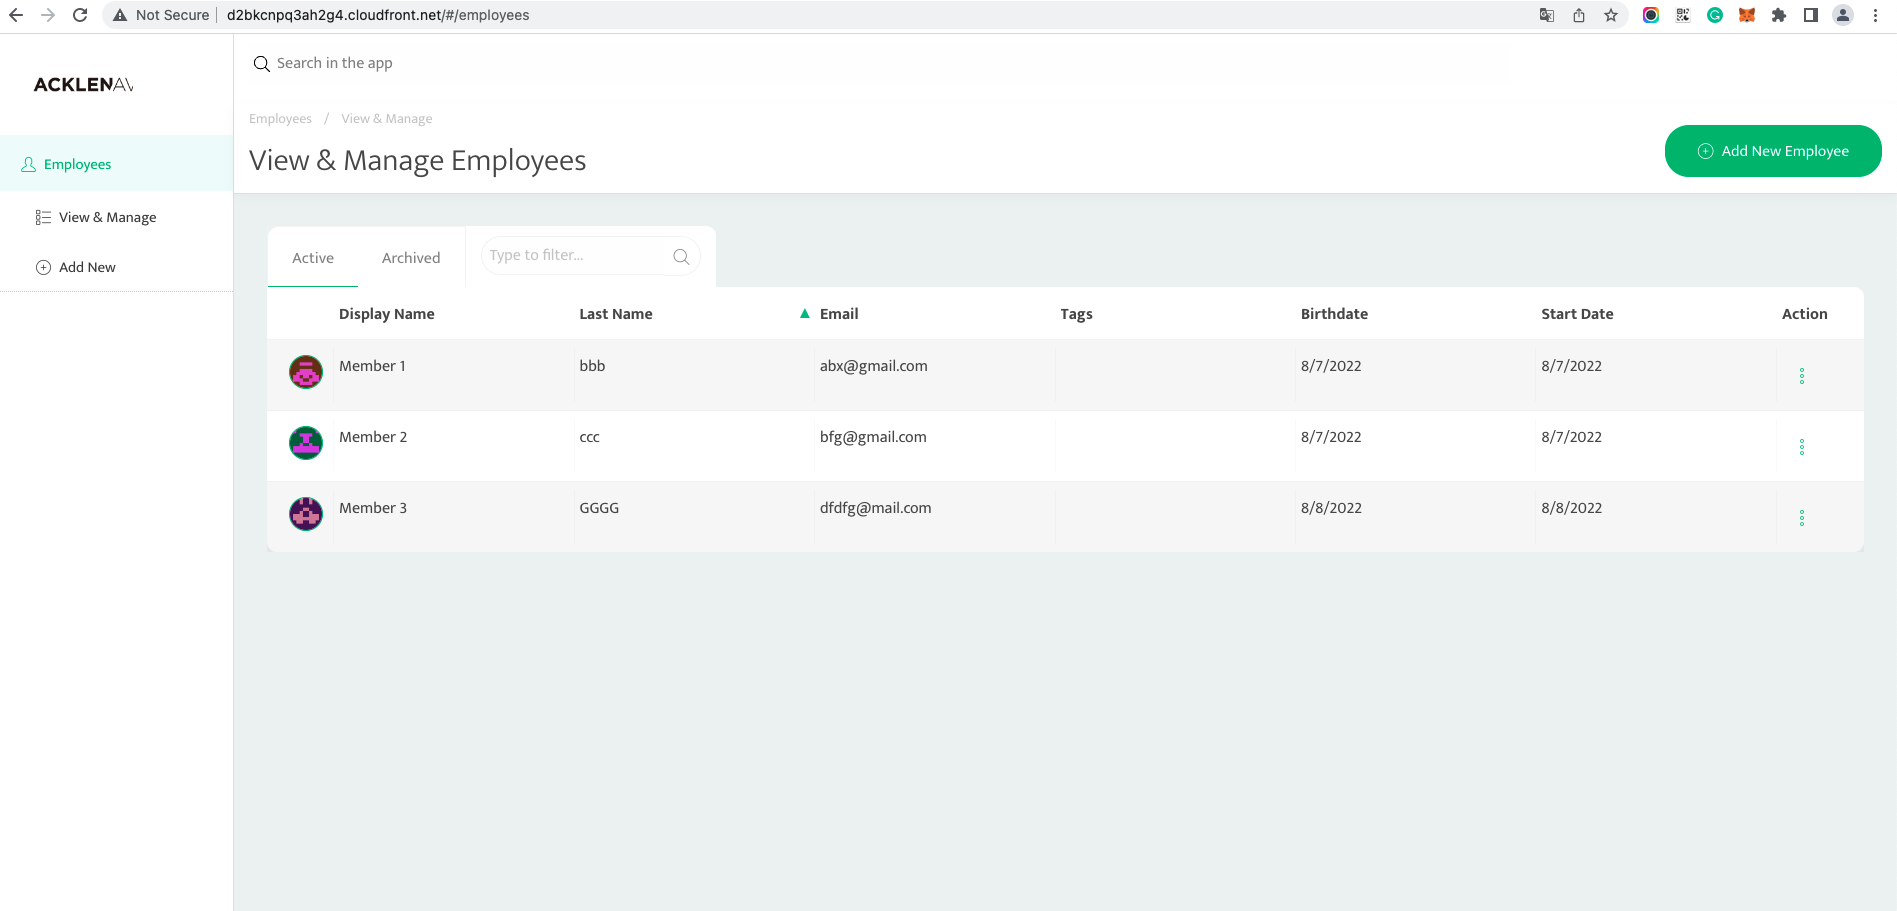 Not Secure d2bkcnpq3ah2g4.cloudfront.net/#/employees
Search in the app
ACKLENAV
Employees / View & Manage
View & Manage Employees
Add New Employee
Employees
View & Manage
Add New
Active Archived Type to filter...
Display Name Last Name Email Tags Birthdate Start Date Action
Member 1 bbb abx@gmail.com 8/7/2022 8/7/2022
Member 2 ccc bfg@gmail.com 8/7/2022 8/7/2022
Member 3 GGGG dfdfg@mail.com 8/8/2022 8/8/2022